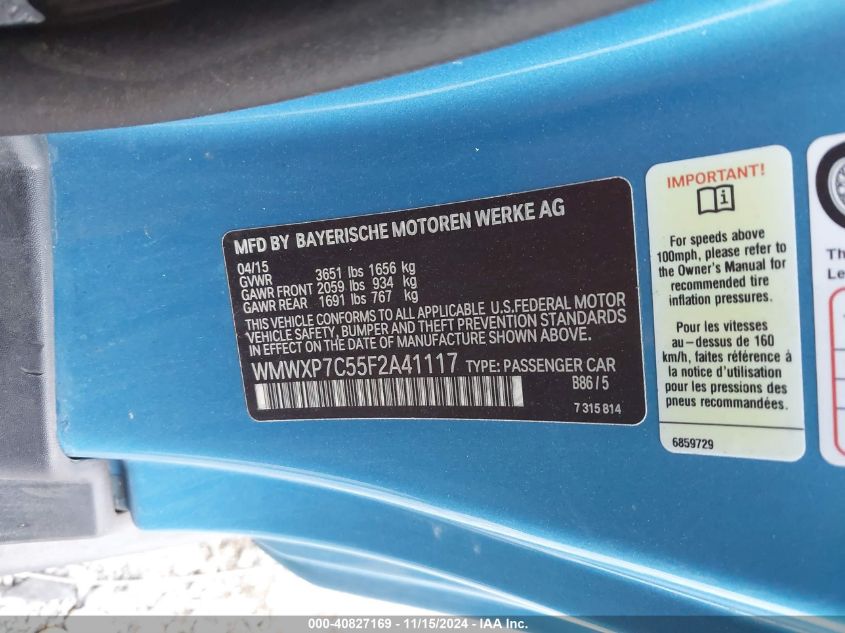 MFD BY BAYERISCHE MOTOREN WERKE AG
04/15
GVWR 3651 lbs 1656 kg
GAWR FRONT 2059 lbs 934 kg
GAWR REAR 1691 lbs 767 kg
THIS VEHICLE CONFORMS TO ALL APPLICABLE U.S.FEDERAL MOTOR
VEHICLE SAFETY, BUMPER AND THEFT PREVENTION STANDARDS
IN EFFECT ON THE DATE OF MANUFACTURE SHOWN ABOVE.
WMWXP7C55F2A41117 TYPE: PASSENGER CAR
B86/5
7 315 814
IMPORTANT!
For speeds above
100mph, please refer to
the Owner's Manual for
recommended tire
inflation pressures.
Pour les vitesses
au-dessus de 160
km/h, faites référence à
la notice d'utilisation
pour les pressions des
pneus recommandées.
6859729
Th
Le
000-40827169 - 11/15/2024 - IAA Inc.